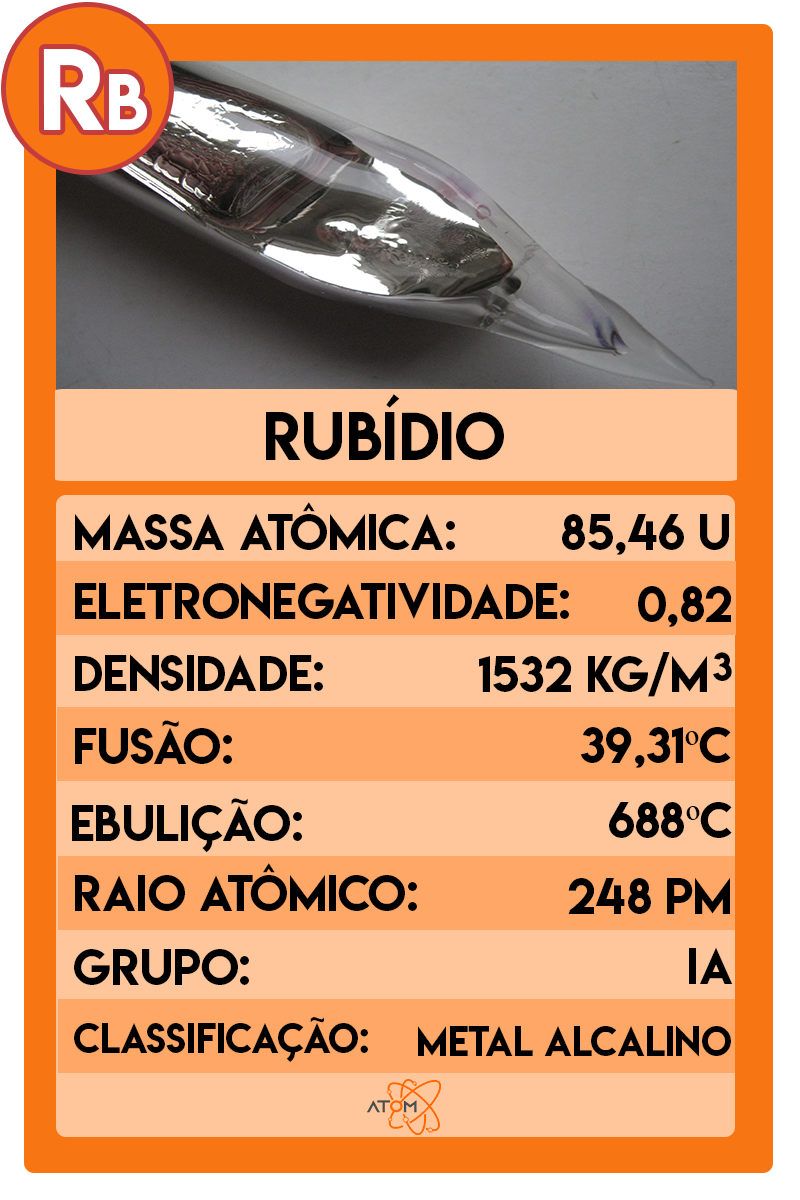 RB
RUBÍDIO
MASSA ATÔMICA: 85,46 U
ELETRONEGATIVIDADE: 0,82
DENSIDADE: 1532 KG/M³
FUSÃO: 39,31ºC
EBULIÇÃO: 688ºC
RAIO ATÔMICO: 248 PM
GRUPO: IA
CLASSIFICAÇÃO: METAL ALCALINO
ATOM